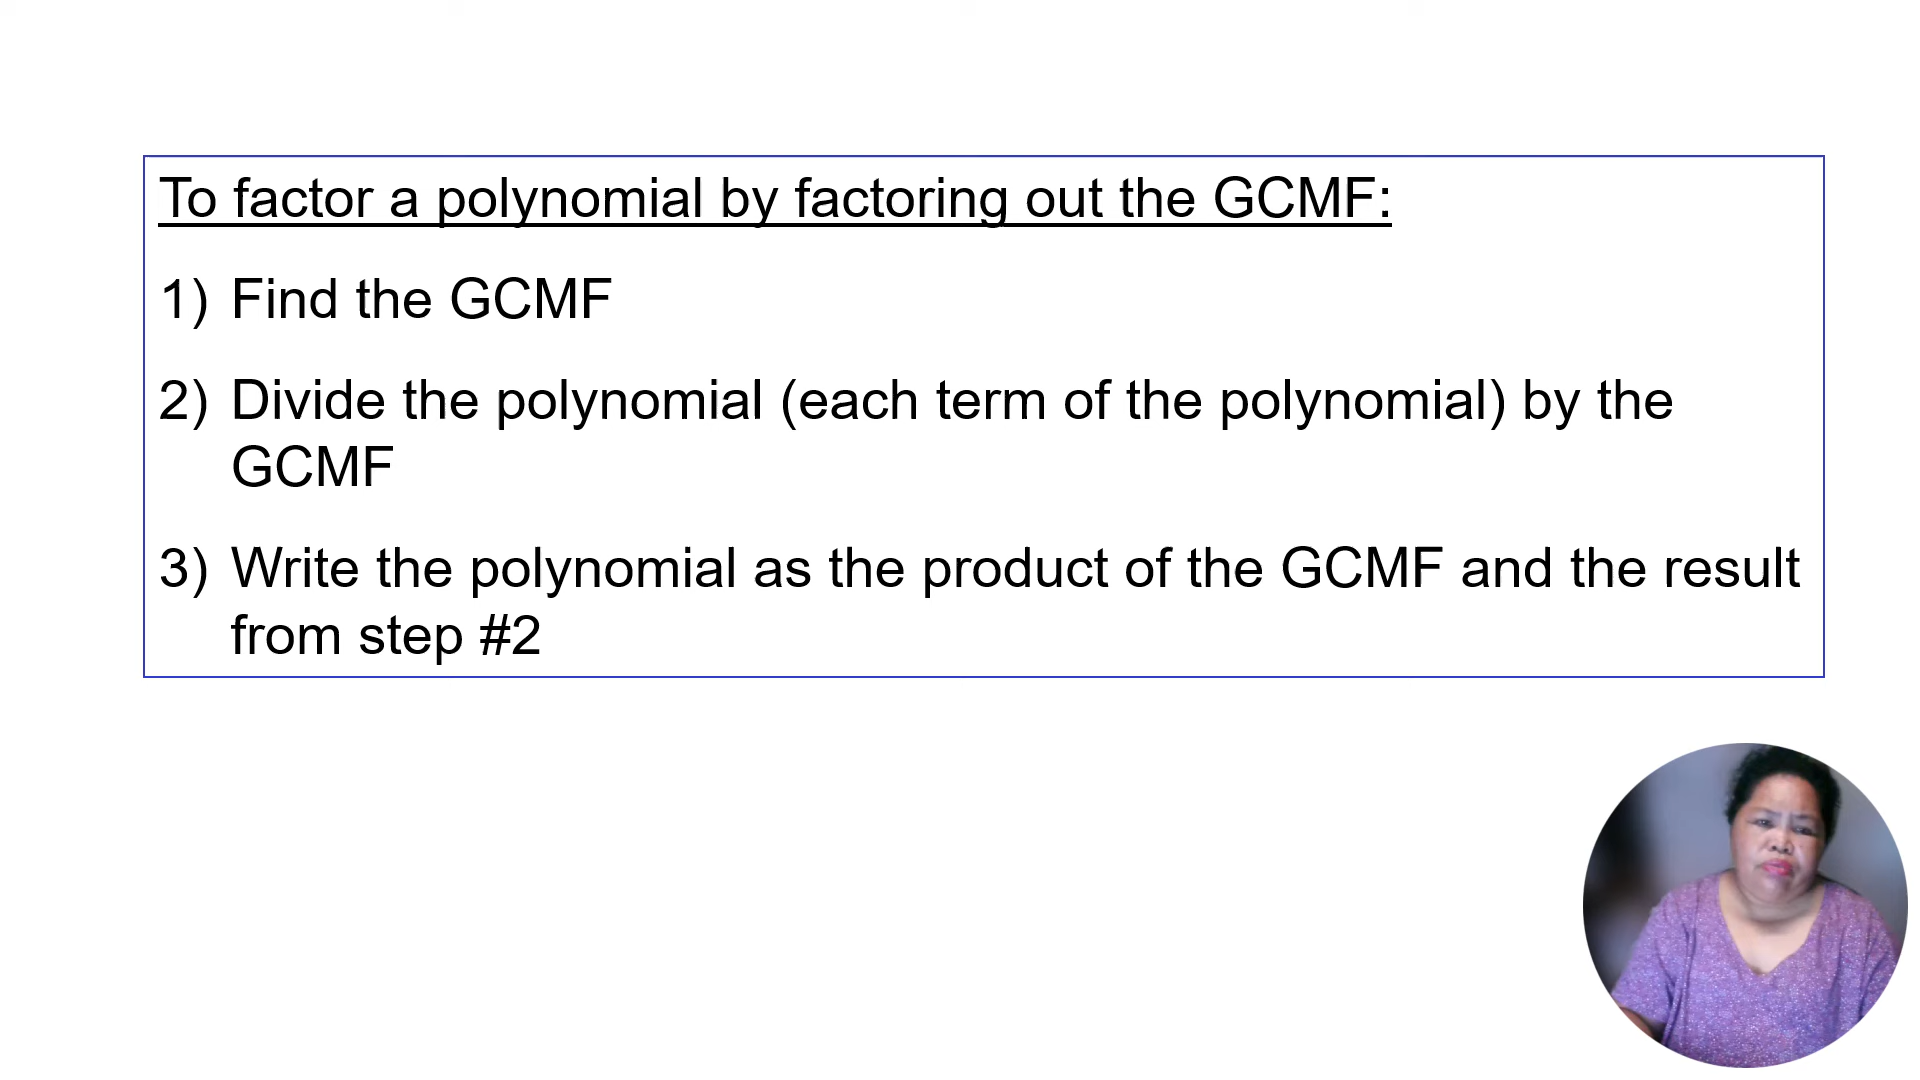 To factor a polynomial by factoring out the GCMF:
1) Find the GCMF
2) Divide the polynomial (each term of the polynomial) by the
GCMF
3) Write the polynomial as the product of the GCMF and the result
from step #2